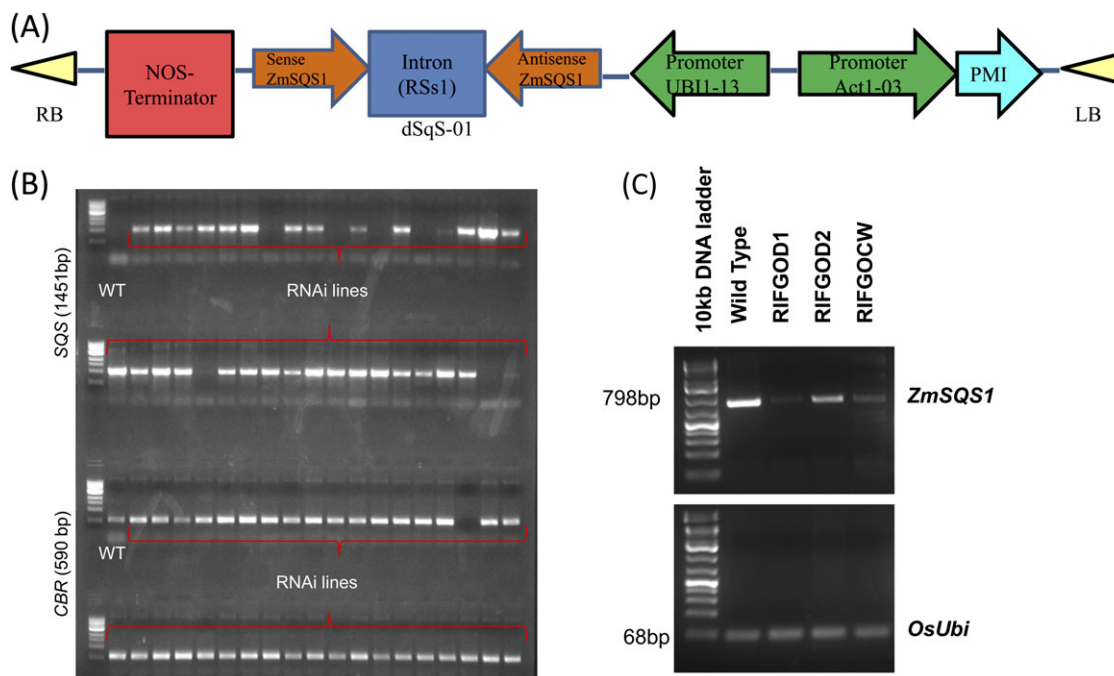 (A)
RB
NOS-
Terminator
Sense
ZmSQS1
Intron
(RSs1)
dSqS-01
Antisense
ZmSQS1
Promoter
UBI1-13
Promoter
Act1-03
PMI
LB
(B)
SQS (1451bp)
WT
RNAi lines
CBR (590 bp)
WT
RNAi lines
(C)
10kb DNA ladder
Wild Type
RIFGOD1
RIFGOD2
RIFGOCW
798bp
ZmSQS1
68bp
OsUbi